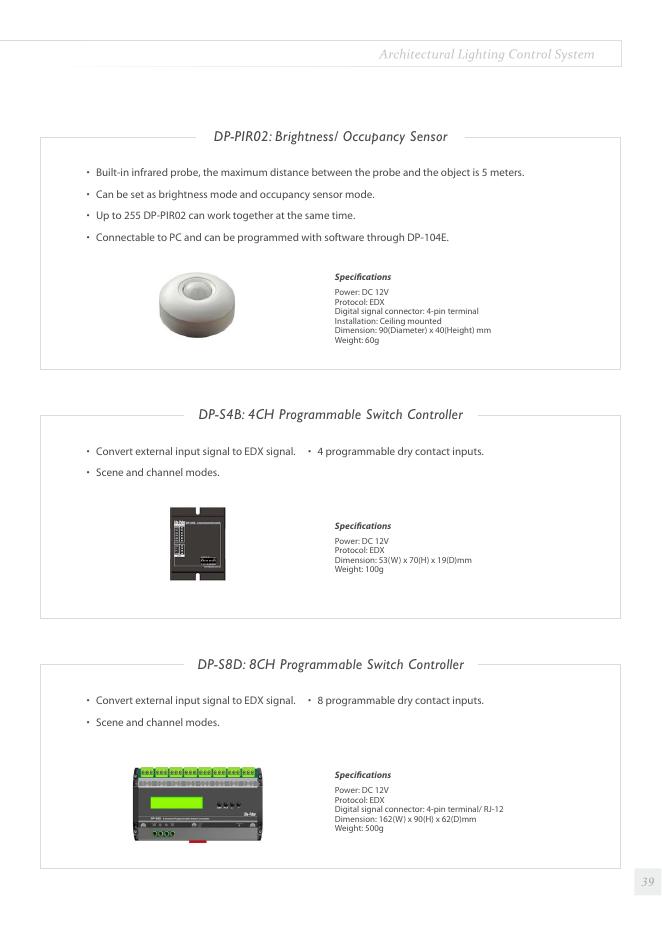 Architectural Lighting Control System
DP-PIR02: Brightness/ Occupancy Sensor
• Built-in infrared probe, the maximum distance between the probe and the object is 5 meters.
• Can be set as brightness mode and occupancy sensor mode.
• Up to 255 DP-PIR02 can work together at the same time.
• Connectable to PC and can be programmed with software through DP-104E.
Specifications
Power: DC 12V
Protocol: EDX
Digital signal connector: 4-pin terminal
Installation: Ceiling mounted
Dimension: 90(Diameter) x 40(Height) mm
Weight: 60g
DP-S4B: 4CH Programmable Switch Controller
• Convert external input signal to EDX signal. • 4 programmable dry contact inputs.
• Scene and channel modes.
Specifications
Power: DC 12V
Protocol: EDX
Dimension: 53(W) x 70(H) x 19(D)mm
Weight: 100g
DP-S8D: 8CH Programmable Switch Controller
• Convert external input signal to EDX signal. • 8 programmable dry contact inputs.
• Scene and channel modes.
Specifications
Power: DC 12V
Protocol: EDX
Digital signal connector: 4-pin terminal/ RJ-12
Dimension: 162(W) x 90(H) x 62(D)mm
Weight: 500g
39